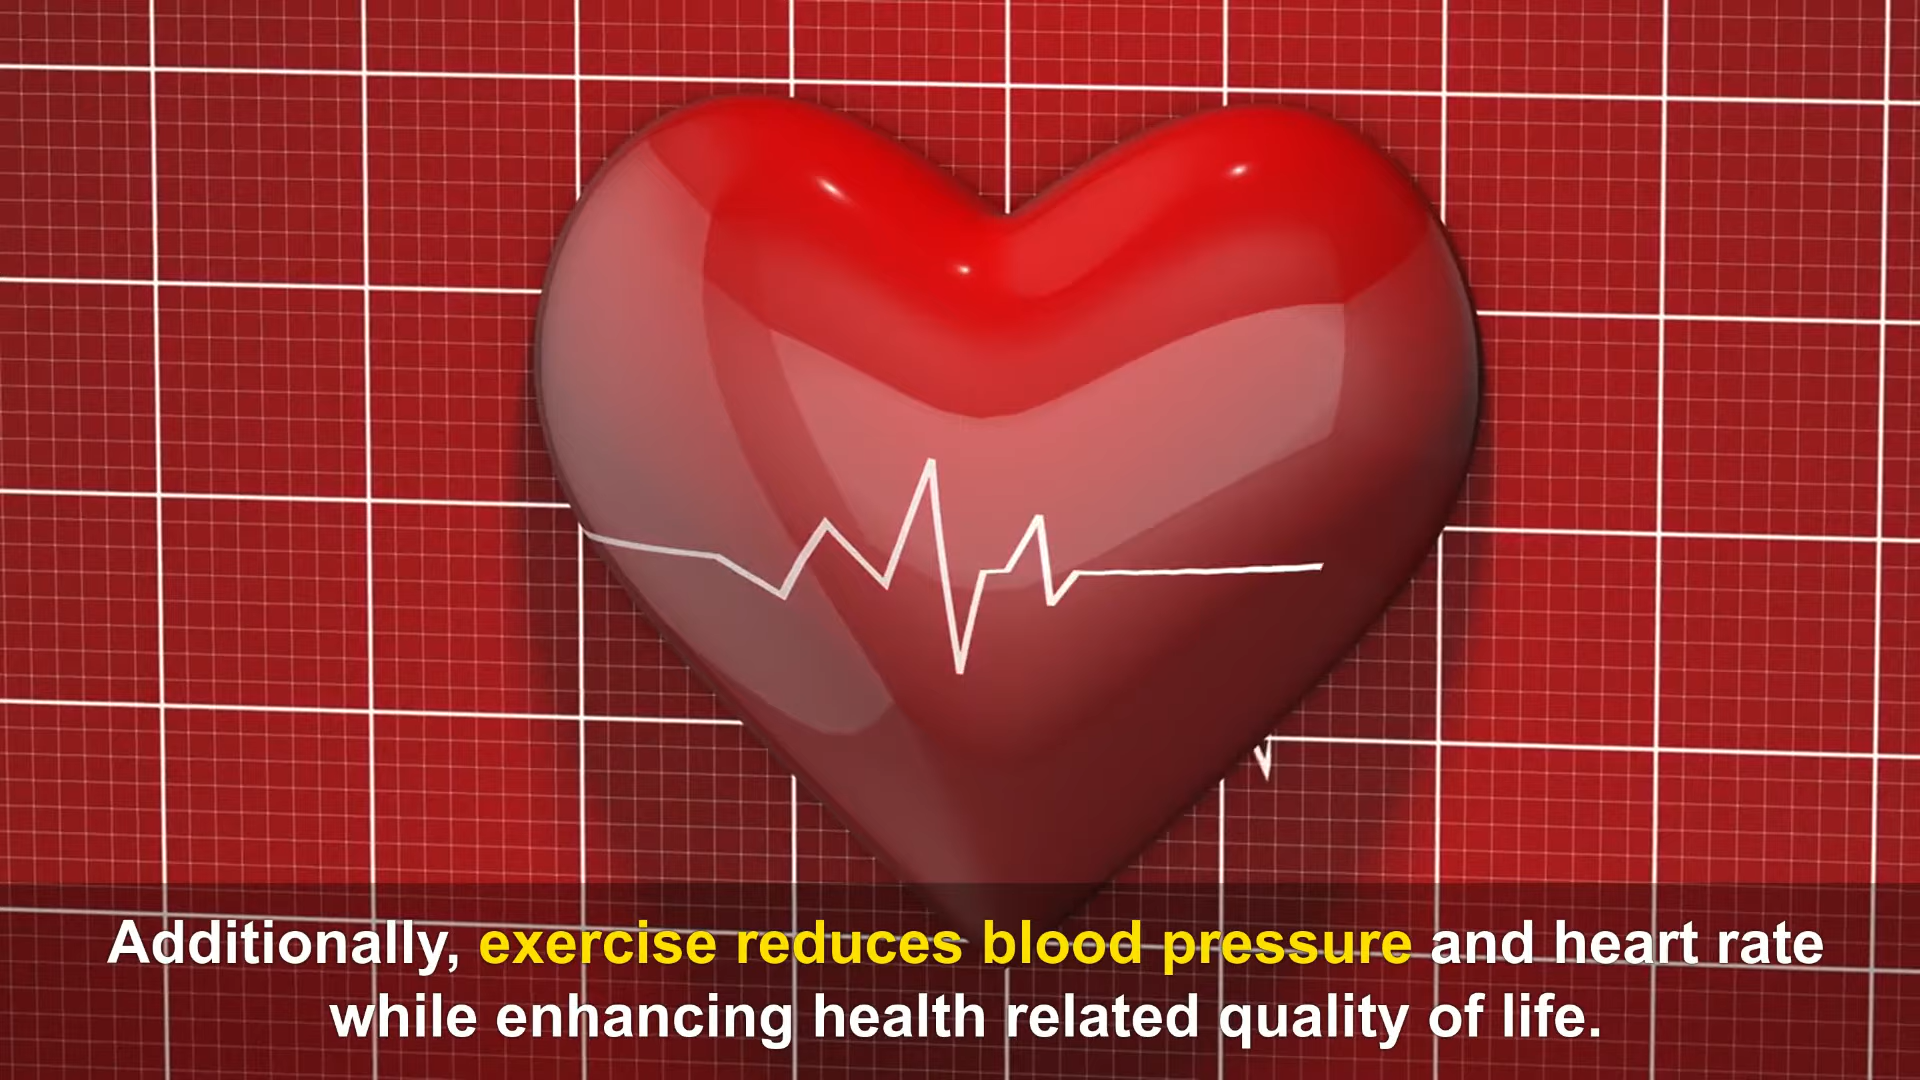 Additionally, exercise reduces blood pressure and heart rate
while enhancing health related quality of life.